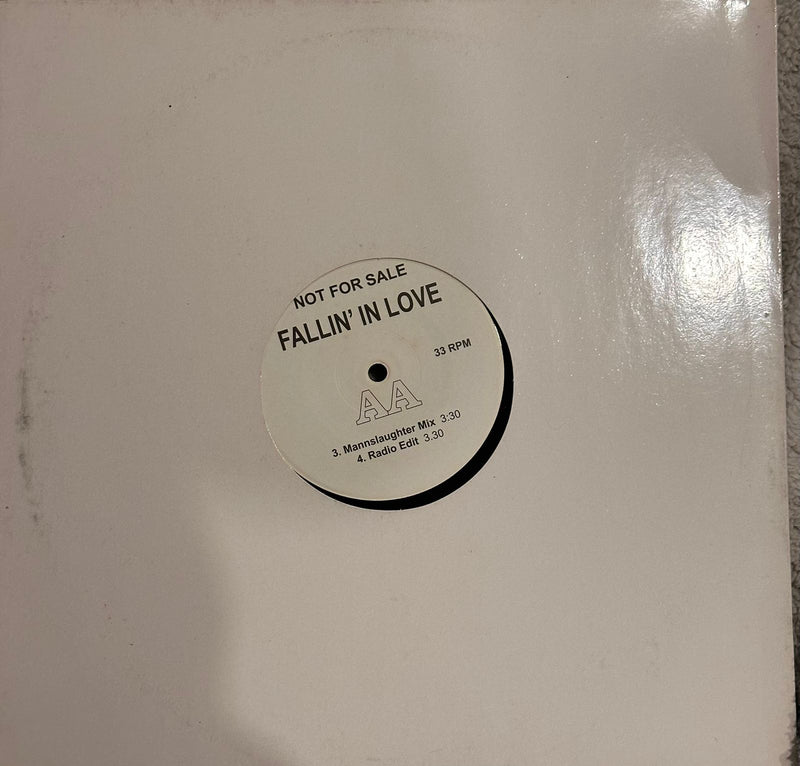 NOT FOR SALE
FALLIN' IN LOVE
33 RPM
AA
3. Mannslaughter Mix 3:30
4. Radio Edit 3.30